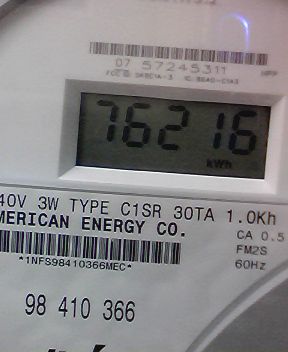 07 57245311
76216
kWh
40V 3W TYPE C1SR 30TA 1.0Kh
MERICAN ENERGY CO.
CA 0.5
FM2S
60Hz
*1NFS98410366MEC*
98 410 366